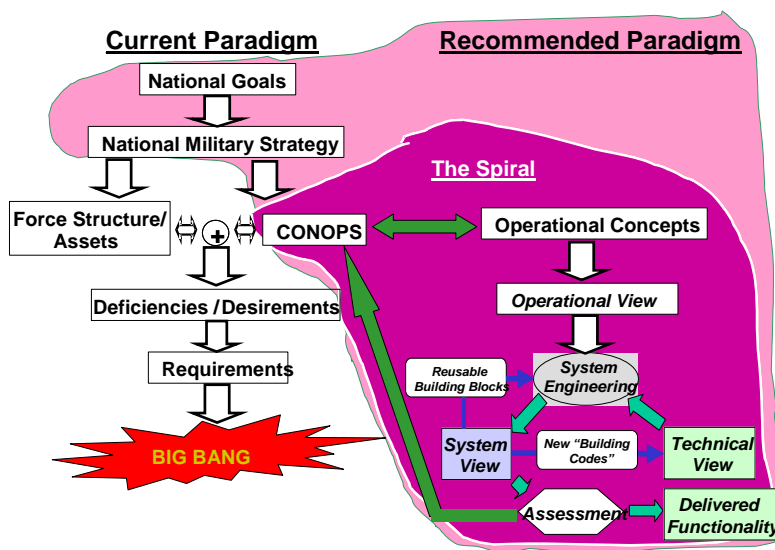 Current Paradigm
Recommended Paradigm
National Goals
National Military Strategy
The Spiral
Force Structure/
Assets
+
CONOPS
Operational Concepts
Deficiencies / Desirements
Operational View
Requirements
Reusable
Building Blocks
System
Engineering
BIG BANG
System
View
New “Building
Codes”
Technical
View
Assessment
Delivered
Functionality